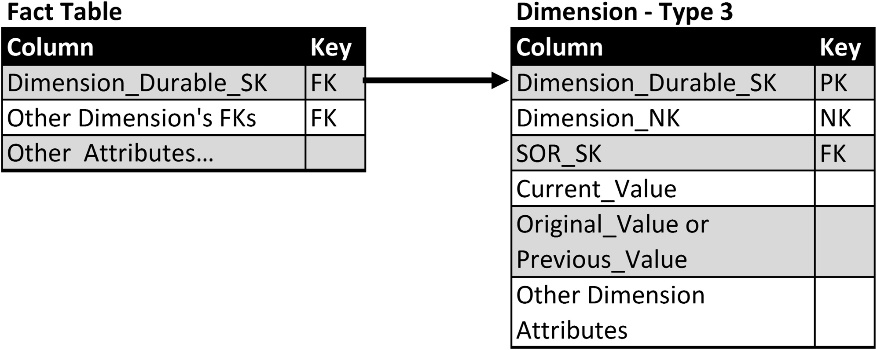 Fact Table
Column Key
Dimension_Durable_SK FK
Other Dimension's FKs FK
Other Attributes...
Dimension - Type 3
Column Key
Dimension_Durable_SK PK
Dimension_NK NK
SOR_SK FK
Current_Value
Original_Value or
Previous_Value
Other Dimension
Attributes